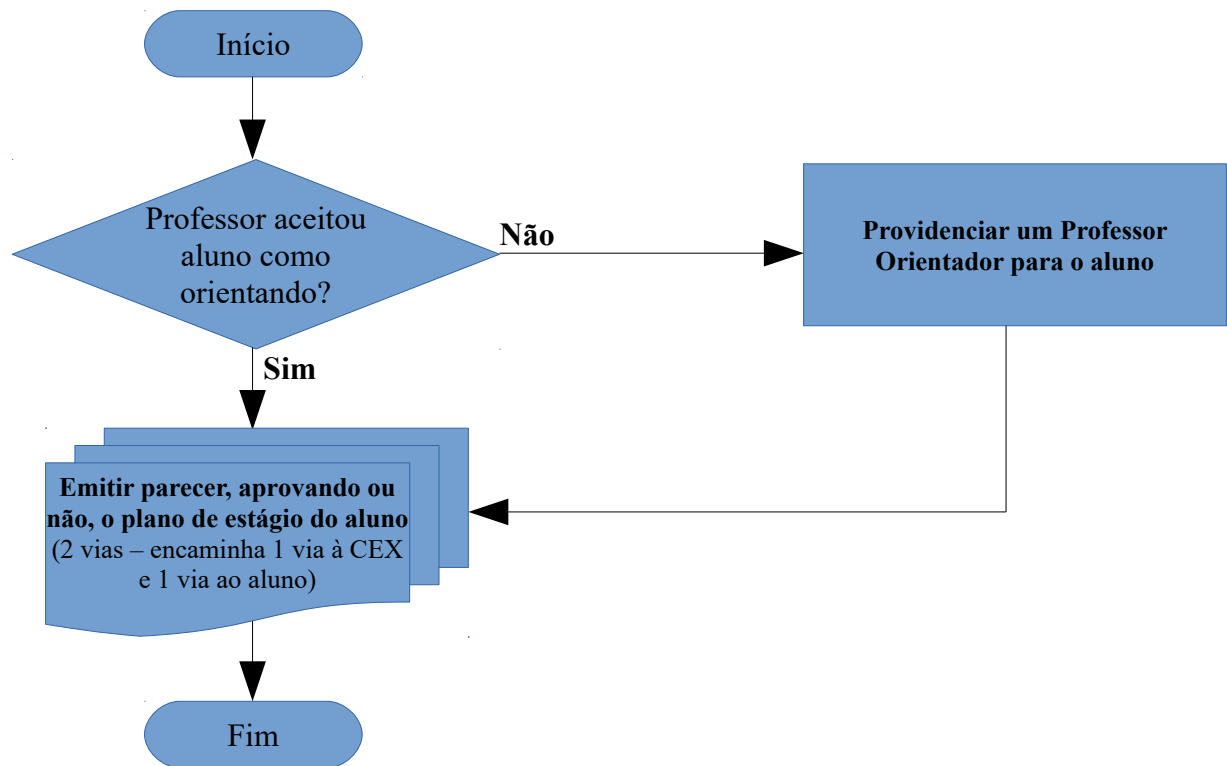 Início
Professor aceitou
aluno como
orientando?
Não
Providenciar um Professor
Orientador para o aluno
Sim
Emitir parecer, aprovando ou
não, o plano de estágio do aluno
(2 vias – encaminha 1 via à CEX
e 1 via ao aluno)
Fim